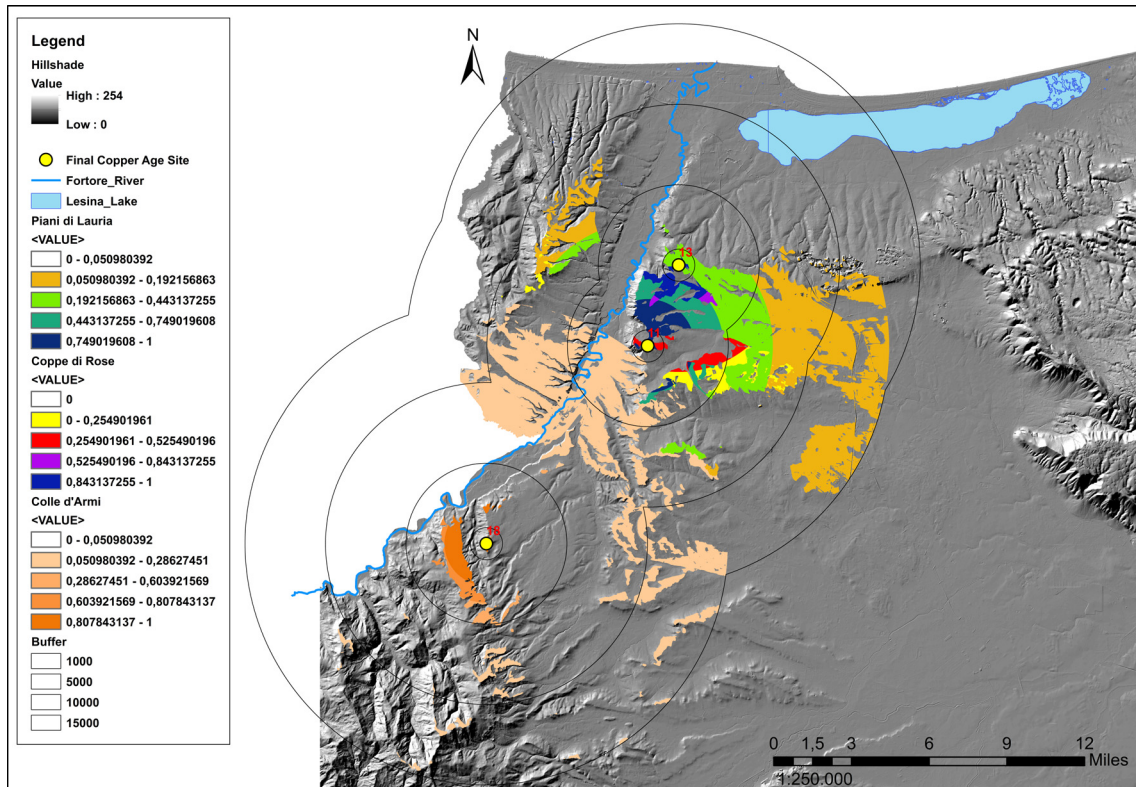 Legend
Hillshade
Value
High : 254
Low : 0
Final Copper Age Site
Fortore_River
Lesina_Lake
Piani di Lauria
<VALUE>
0 - 0,050980392
0,050980392 - 0,192156863
0,192156863 - 0,443137255
0,443137255 - 0,749019608
0,749019608 - 1
Coppe di Rose
0
0 - 0,254901961
0,254901961 - 0,525490196
0,525490196 - 0,843137255
0,843137255 - 1
Colle d'Armi
<VALUE>
0 - 0,050980392
0,050980392 - 0,28627451
0,28627451 - 0,603921569
0,603921569 - 0,807843137
0,807843137 - 1
Buffer
1000
5000
10000
15000
N
13
11
0 1,5 3 6 9 12
Miles
1:250.000